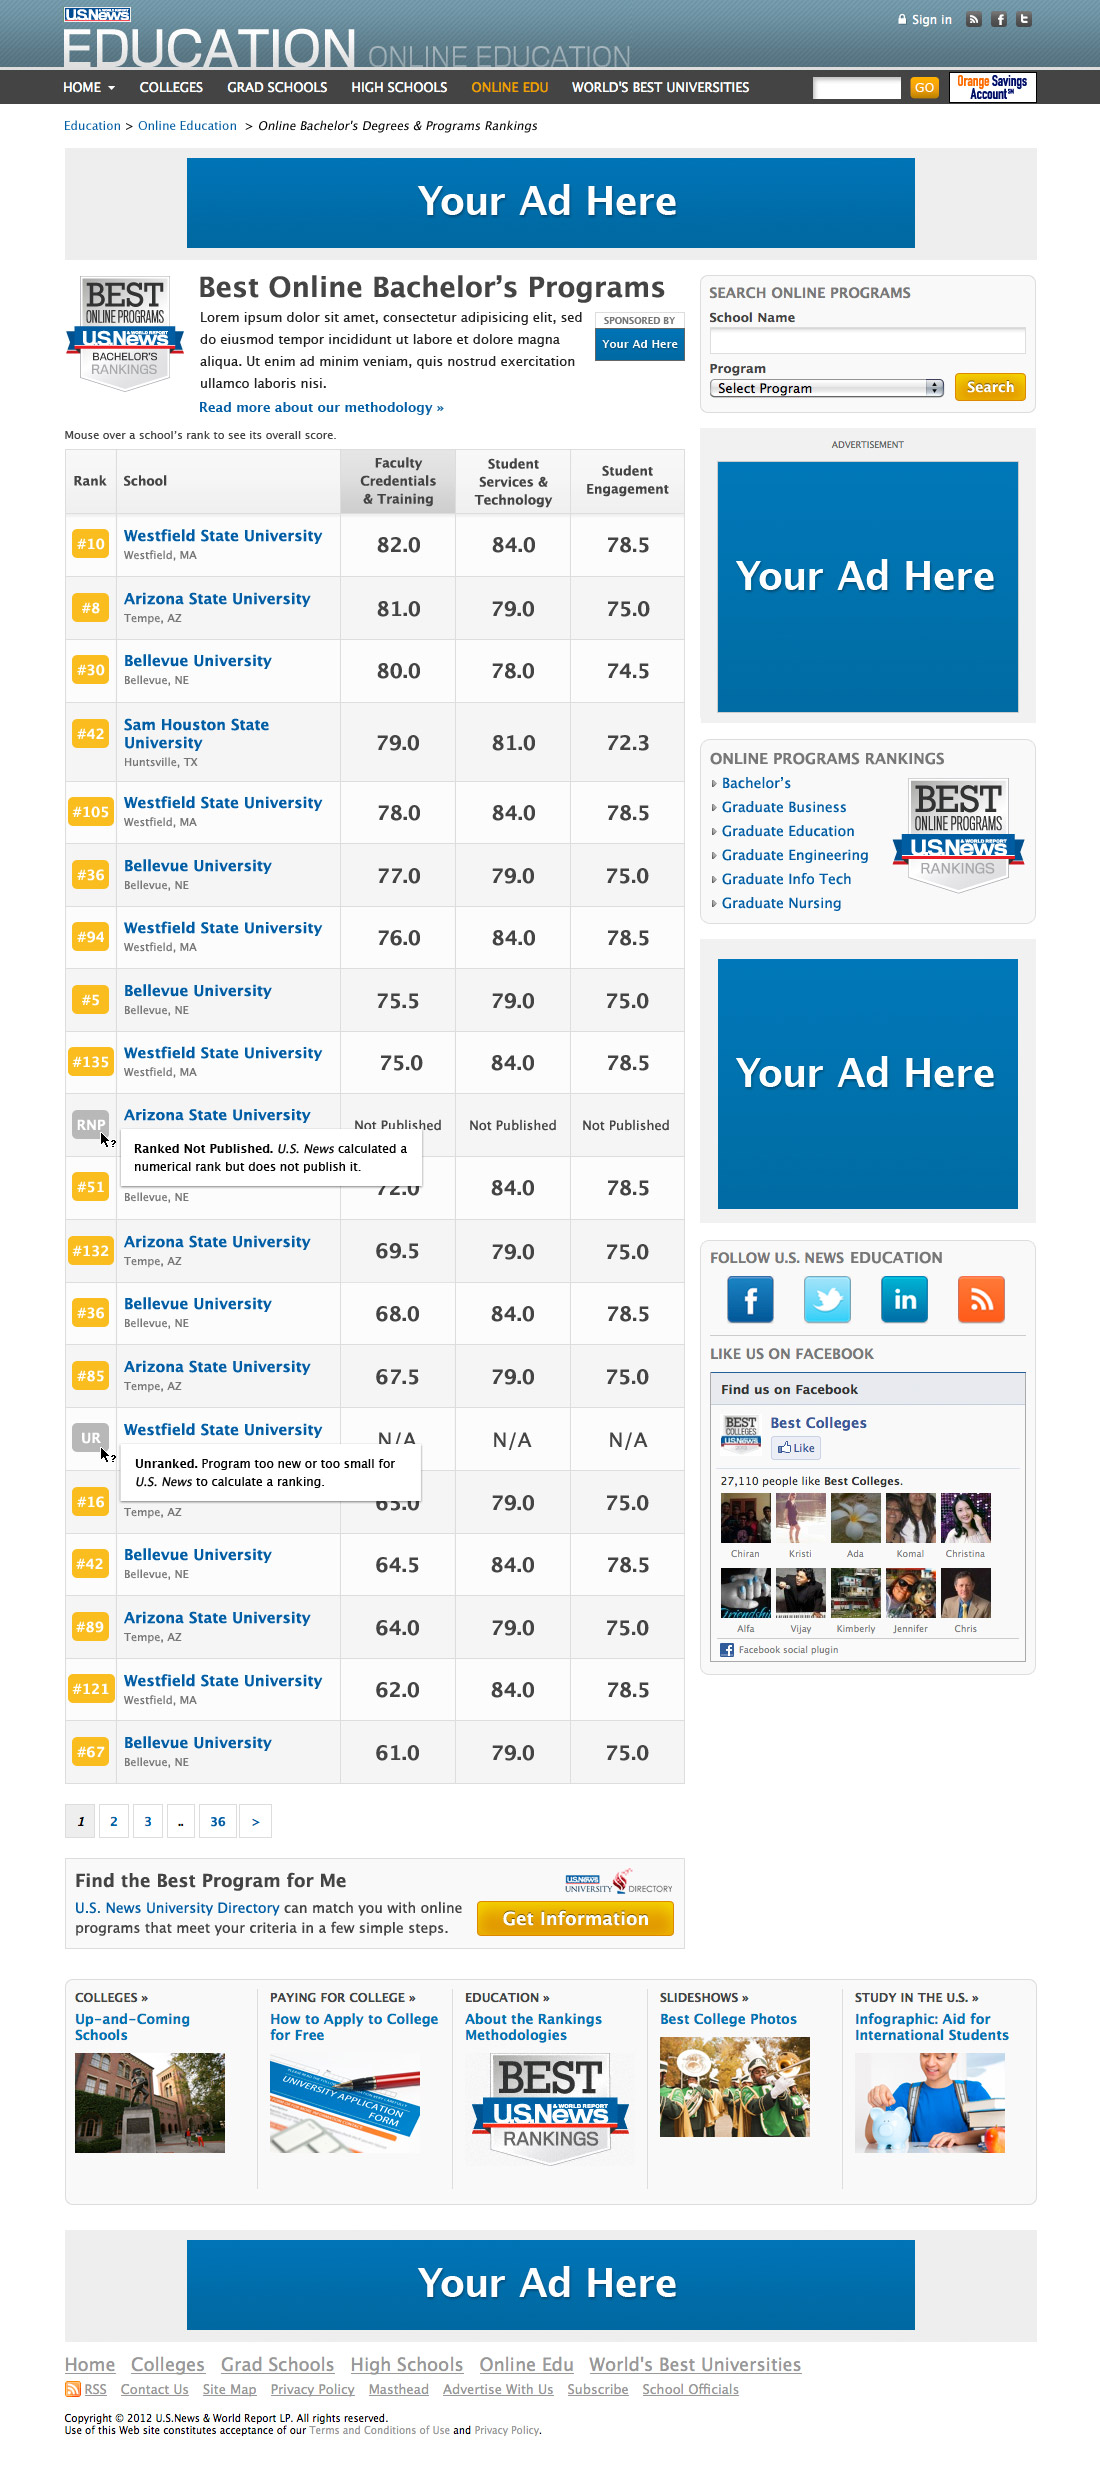 U.S.News
EDUCATION ONLINE EDUCATION
Sign in
HOME COLLEGES GRAD SCHOOLS HIGH SCHOOLS ONLINE EDU WORLD'S BEST UNIVERSITIES GO Orange Savings Account
Education > Online Education > Online Bachelor's Degrees & Programs Rankings
Your Ad Here
BEST
ONLINE PROGRAMS
U.S.News
& WORLD REPORT
BACHELOR'S
RANKINGS
Best Online Bachelor's Programs
Lorem ipsum dolor sit amet, consectetur adipisicing elit, sed
do eiusmod tempor incididunt ut labore et dolore magna
aliqua. Ut enim ad minim veniam, quis nostrud exercitation
ullamco laboris nisi.
Read more about our methodology »
SPONSORED BY
Your Ad Here
Mouse over a school's rank to see its overall score.
Rank School Faculty Credentials & Training Student Services & Technology Student Engagement
#10 Westfield State University 82.0 84.0 78.5
Westfield, MA
#8 Arizona State University 81.0 79.0 75.0
Tempe, AZ
#30 Bellevue University 80.0 78.0 74.5
Bellevue, NE
#42 Sam Houston State University 79.0 81.0 72.3
Huntsville, TX
#105 Westfield State University 78.0 84.0 78.5
Westfield, MA
#36 Bellevue University 77.0 79.0 75.0
Bellevue, NE
#94 Westfield State University 76.0 84.0 78.5
Westfield, MA
#5 Bellevue University 75.5 79.0 75.0
Bellevue, NE
#135 Westfield State University 75.0 84.0 78.5
Westfield, MA
RNP Arizona State University Not Published Not Published Not Published
Ranked Not Published. U.S. News calculated a
numerical rank but does not publish it.
#51 72.0 84.0 78.5
Bellevue, NE
#132 Arizona State University 69.5 79.0 75.0
Tempe, AZ
#36 Bellevue University 68.0 84.0 78.5
Bellevue, NE
#85 Arizona State University 67.5 79.0 75.0
Tempe, AZ
UR Westfield State University N/A N/A N/A
Unranked. Program too new or too small for
U.S. News to calculate a ranking.
#16 65.0 79.0 75.0
Tempe, AZ
#42 Bellevue University 64.5 84.0 78.5
Bellevue, NE
#89 Arizona State University 64.0 79.0 75.0
Tempe, AZ
#121 Westfield State University 62.0 84.0 78.5
Westfield, MA
#67 Bellevue University 61.0 79.0 75.0
Bellevue, NE
1 2 3 .. 36 >
Find the Best Program for Me
U.S. News University Directory can match you with online
programs that meet your criteria in a few simple steps.
U.S.News
UNIVERSITY DIRECTORY
Get Information
SEARCH ONLINE PROGRAMS
School Name
Program
Select Program
Search
ADVERTISEMENT
Your Ad Here
ONLINE PROGRAMS RANKINGS
Bachelor's
Graduate Business
Graduate Education
Graduate Engineering
Graduate Info Tech
Graduate Nursing
BEST
ONLINE PROGRAMS
U.S.News
& WORLD REPORT
RANKINGS
Your Ad Here
FOLLOW U.S. NEWS EDUCATION
LIKE US ON FACEBOOK
Find us on Facebook
BEST
COLLEGES
U.S.News
Best Colleges
Like
27,110 people like Best Colleges.
Chiran Kristi Ada Komal Christina
Friendship
Alfa Vijay Kimberly Jennifer Chris
Facebook social plugin
COLLEGES »
Up-and-Coming
Schools
PAYING FOR COLLEGE »
How to Apply to College
for Free
UNIVERSITY APPLICATION
FORM
EDUCATION »
About the Rankings
Methodologies
BEST
U.S.News
& WORLD REPORT
RANKINGS
SLIDESHOWS »
Best College Photos
STUDY IN THE U.S. »
Infographic: Aid for
International Students
Your Ad Here
Home Colleges Grad Schools High Schools Online Edu World's Best Universities
RSS Contact Us Site Map Privacy Policy Masthead Advertise With Us Subscribe School Officials
Copyright © 2012 U.S.News & World Report LP. All rights reserved.
Use of this Web site constitutes acceptance of our Terms and Conditions of Use and Privacy Policy.